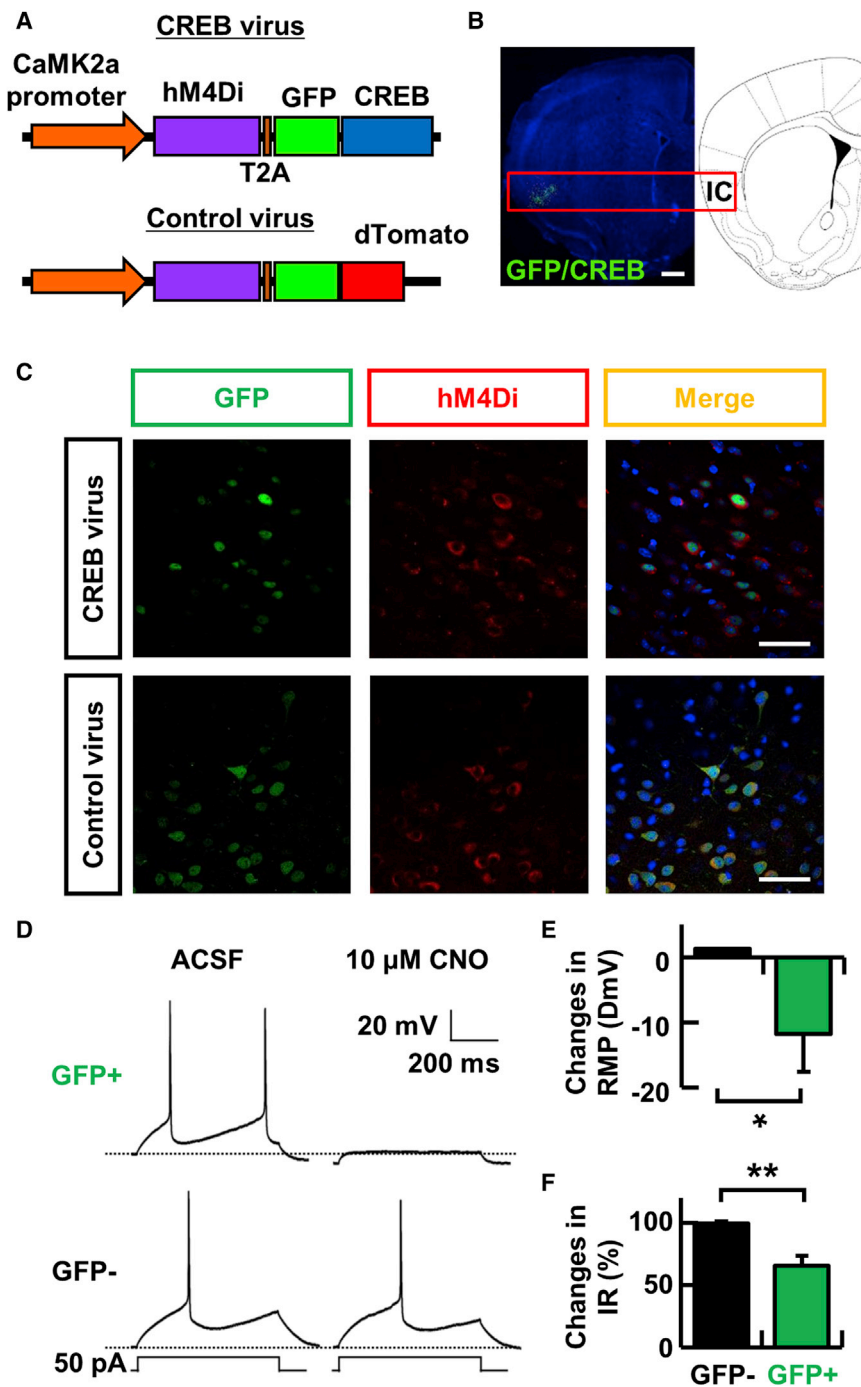 A
CREB virus
CaMK2a
promoter
hM4Di
GFP
CREB
T2A
Control virus
dTomato
B
IC
GFP/CREB
C
GFP
hM4Di
Merge
CREB virus
Control virus
D
ACSF
10 µM CNO
20 mV
200 ms
GFP+
GFP-
50 pA
E
Changes in
RMP (DmV)
0
-10
-20
*
F
**
Changes in
IR (%)
100
50
0
GFP-
GFP+